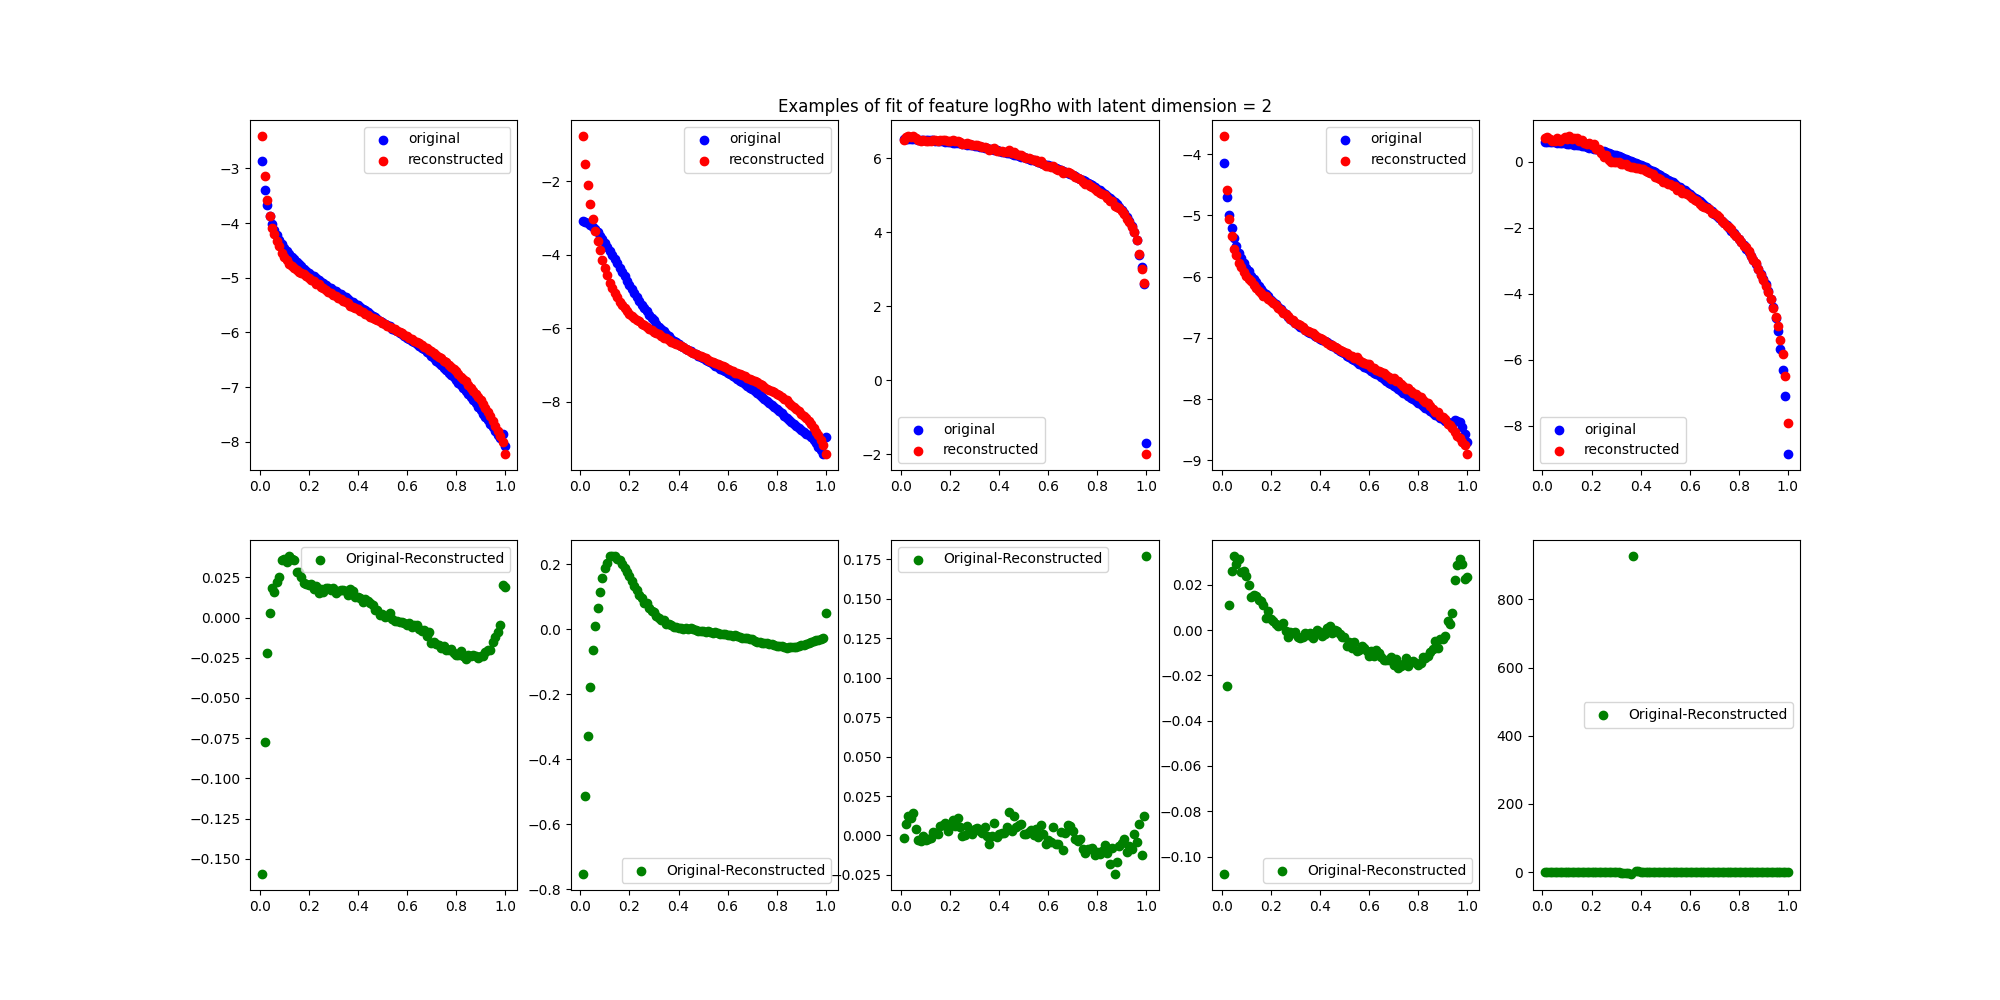 Examples of fit of feature logRho with latent dimension = 2
original
reconstructed
−3
−4
−5
−6
−7
−8
0.0 0.2 0.4 0.6 0.8 1.0
original
reconstructed
−2
−4
−6
−8
0.0 0.2 0.4 0.6 0.8 1.0
6
4
2
0
−2
original
reconstructed
0.0 0.2 0.4 0.6 0.8 1.0
original
reconstructed
−4
−5
−6
−7
−8
−9
0.0 0.2 0.4 0.6 0.8 1.0
0
−2
−4
−6
−8
original
reconstructed
0.0 0.2 0.4 0.6 0.8 1.0
Original-Reconstructed
0.025
0.000
−0.025
−0.050
−0.075
−0.100
−0.125
−0.150
0.0 0.2 0.4 0.6 0.8 1.0
0.2
0.0
−0.2
−0.4
−0.6
−0.8
Original-Reconstructed
0.0 0.2 0.4 0.6 0.8 1.0
Original-Reconstructed
0.175
0.150
0.125
0.100
0.075
0.050
0.025
0.000
−0.025
0.0 0.2 0.4 0.6 0.8 1.0
0.02
0.00
−0.02
−0.04
−0.06
−0.08
−0.10
Original-Reconstructed
0.0 0.2 0.4 0.6 0.8 1.0
800
600
Original-Reconstructed
400
200
0
0.0 0.2 0.4 0.6 0.8 1.0